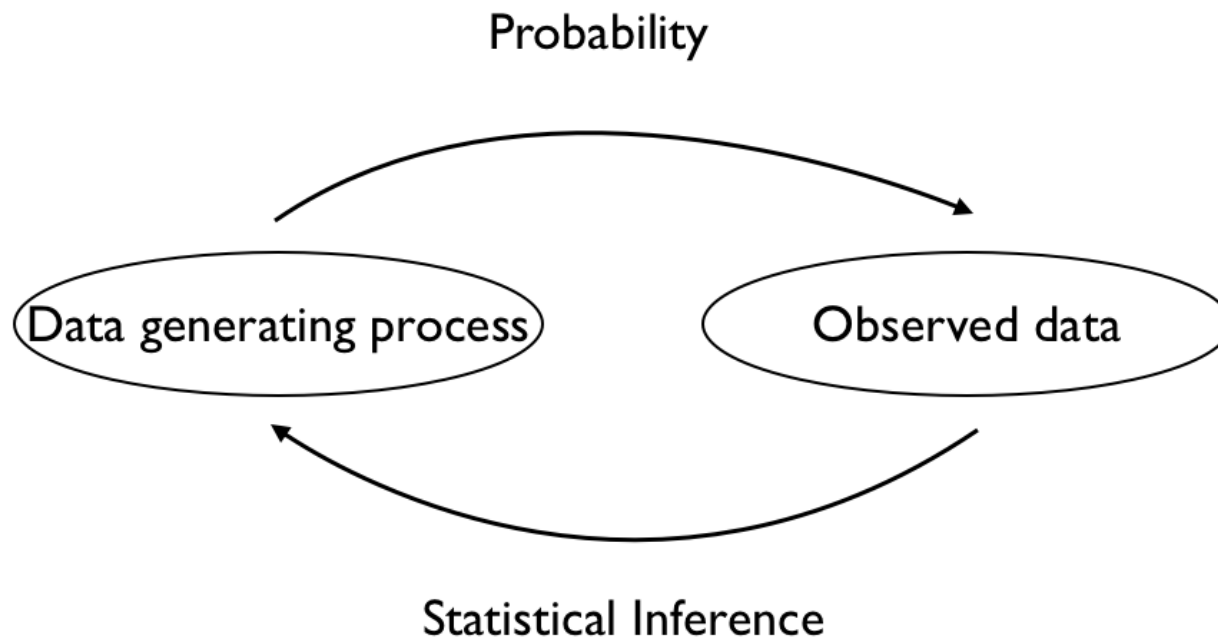 Probability
Data generating process
Observed data
Statistical Inference